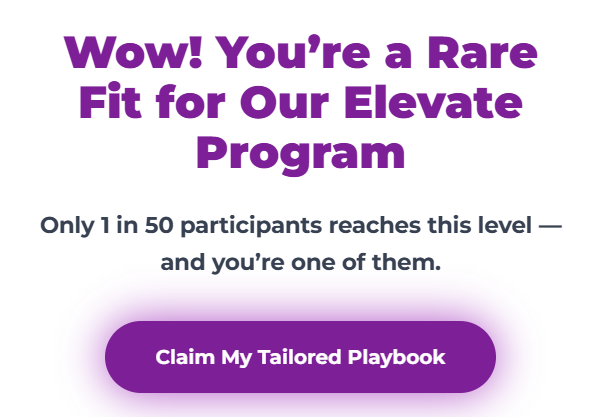 Wow! You’re a Rare
Fit for Our Elevate
Program
Only 1 in 50 participants reaches this level —
and you’re one of them.
Claim My Tailored Playbook